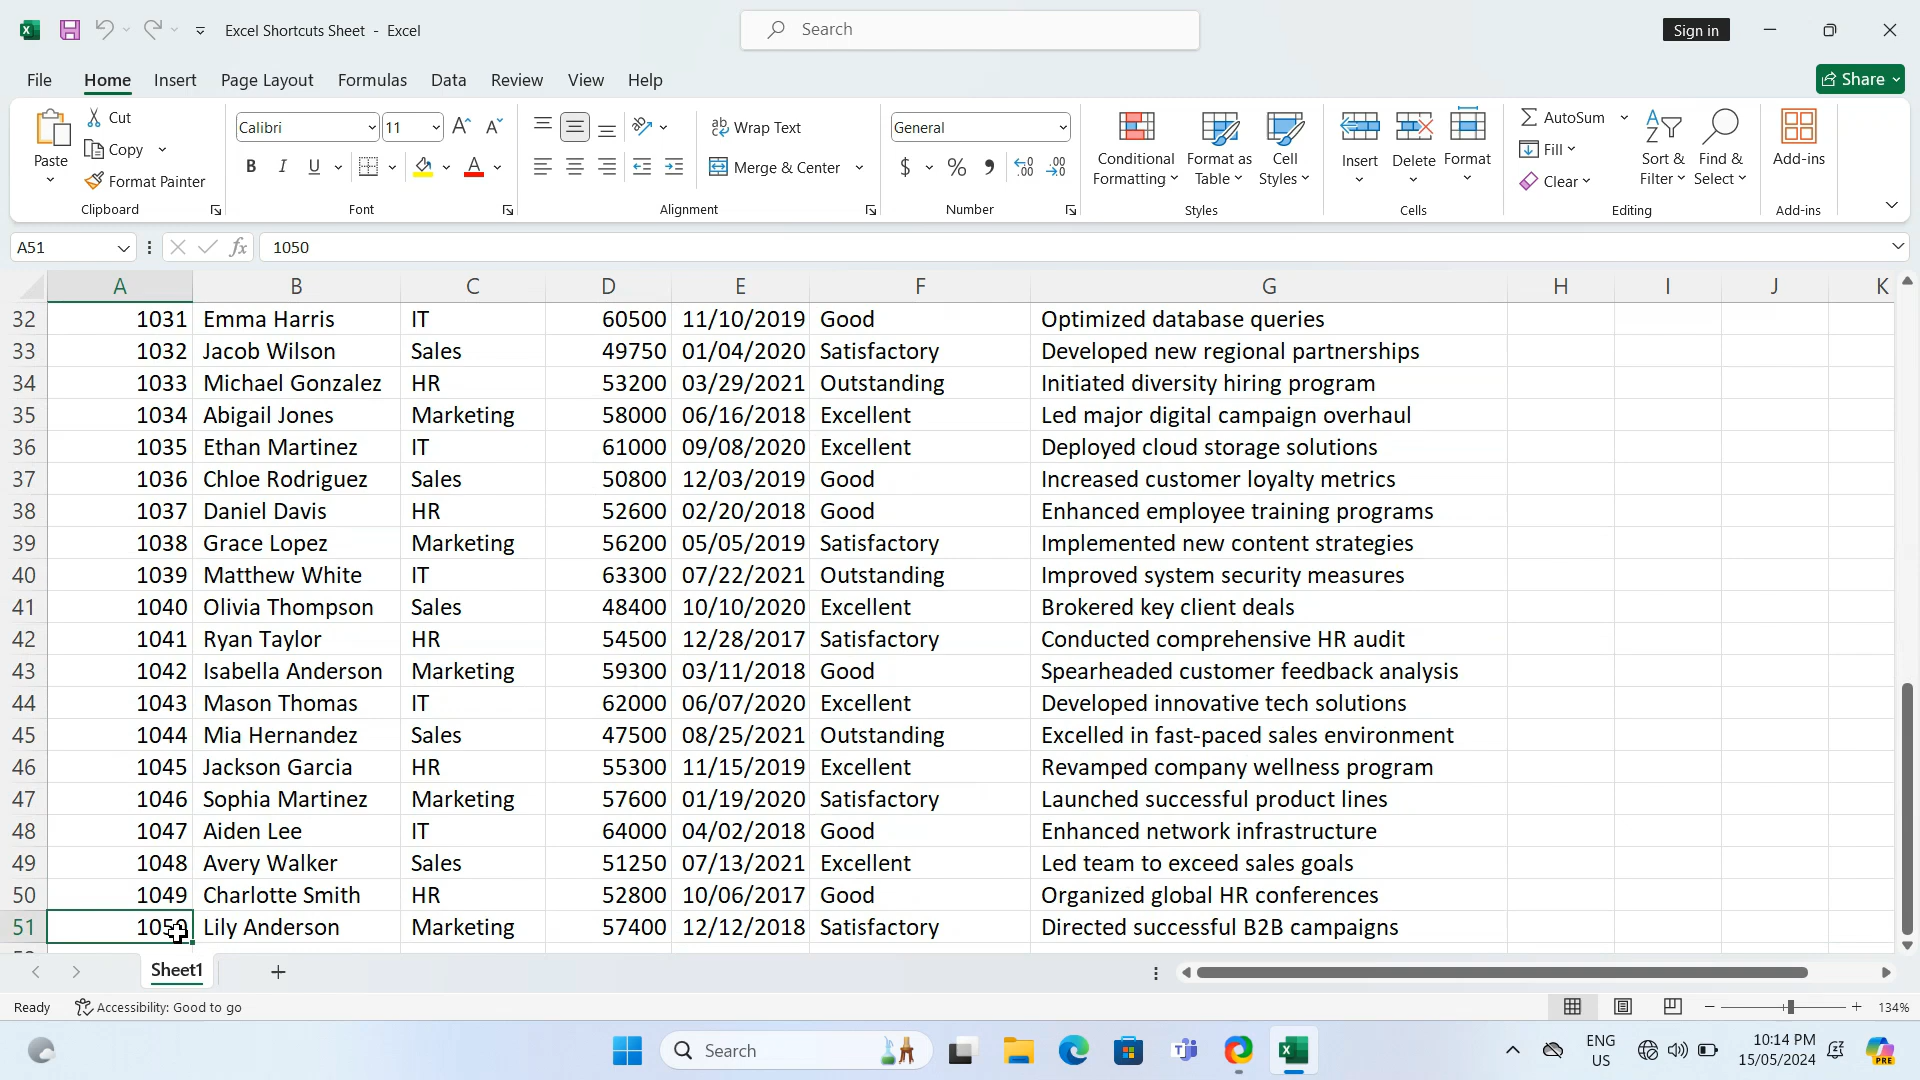 Excel Shortcuts Sheet - Excel
Search
Sign in
File Home Insert Page Layout Formulas Data Review View Help
Share
Paste
Cut
Copy
Format Painter
Calibri
11
Wrap Text
Merge & Center
General
Conditional Formatting
Format as Table
Cell Styles
Insert
Delete
Format
AutoSum
Fill
Clear
Sort & Filter
Find & Select
Add-ins
Clipboard Font Alignment Number Styles Cells Editing Add-ins
A51 fx 1050
A B C D E F G H I J K
32 1031 Emma Harris IT 60500 11/10/2019 Good Optimized database queries
33 1032 Jacob Wilson Sales 49750 01/04/2020 Satisfactory Developed new regional partnerships
34 1033 Michael Gonzalez HR 53200 03/29/2021 Outstanding Initiated diversity hiring program
35 1034 Abigail Jones Marketing 58000 06/16/2018 Excellent Led major digital campaign overhaul
36 1035 Ethan Martinez IT 61000 09/08/2020 Excellent Deployed cloud storage solutions
37 1036 Chloe Rodriguez Sales 50800 12/03/2019 Good Increased customer loyalty metrics
38 1037 Daniel Davis HR 52600 02/20/2018 Good Enhanced employee training programs
39 1038 Grace Lopez Marketing 56200 05/05/2019 Satisfactory Implemented new content strategies
40 1039 Matthew White IT 63300 07/22/2021 Outstanding Improved system security measures
41 1040 Olivia Thompson Sales 48400 10/10/2020 Excellent Brokered key client deals
42 1041 Ryan Taylor HR 54500 12/28/2017 Satisfactory Conducted comprehensive HR audit
43 1042 Isabella Anderson Marketing 59300 03/11/2018 Good Spearheaded customer feedback analysis
44 1043 Mason Thomas IT 62000 06/07/2020 Excellent Developed innovative tech solutions
45 1044 Mia Hernandez Sales 47500 08/25/2021 Outstanding Excelled in fast-paced sales environment
46 1045 Jackson Garcia HR 55300 11/15/2019 Excellent Revamped company wellness program
47 1046 Sophia Martinez Marketing 57600 01/19/2020 Satisfactory Launched successful product lines
48 1047 Aiden Lee IT 64000 04/02/2018 Good Enhanced network infrastructure
49 1048 Avery Walker Sales 51250 07/13/2021 Excellent Led team to exceed sales goals
50 1049 Charlotte Smith HR 52800 10/06/2017 Good Organized global HR conferences
51 1050 Lily Anderson Marketing 57400 12/12/2018 Satisfactory Directed successful B2B campaigns
Sheet1
Ready Accessibility: Good to go 134%
Search
ENG
US
10:14 PM
15/05/2024